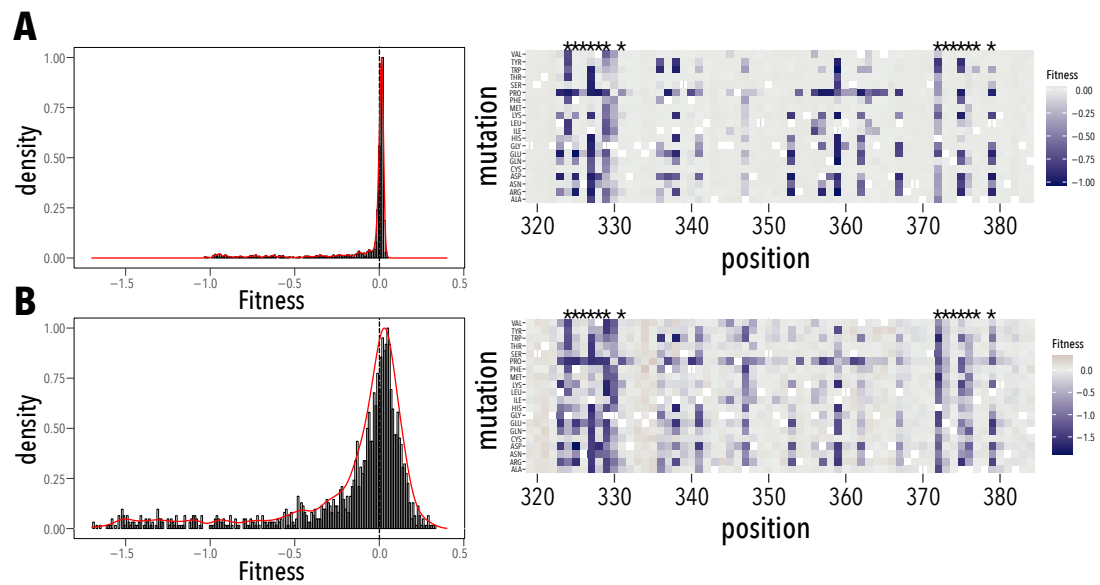 A
density
1.00
0.75
0.50
0.25
0.00
−1.5
−1.0
−0.5
0.0
0.5
Fitness
****** *
****** *
mutation
VAL
TYR
TRP
THR
SER
PRO
PHE
MET
LYS
LEU
ILE
HIS
GLY
GLU
GLN
CYS
ASP
ASN
ARG
ALA
320
330
340
350
360
370
380
position
Fitness
0.00
−0.25
−0.50
−0.75
−1.00
B
density
1.00
0.75
0.50
0.25
0.00
−1.5
−1.0
−0.5
0.0
0.5
Fitness
****** *
****** *
mutation
VAL
TYR
TRP
THR
SER
PRO
PHE
MET
LYS
LEU
ILE
HIS
GLY
GLU
GLN
CYS
ASP
ASN
ARG
ALA
320
330
340
350
360
370
380
position
Fitness
0.0
−0.5
−1.0
−1.5